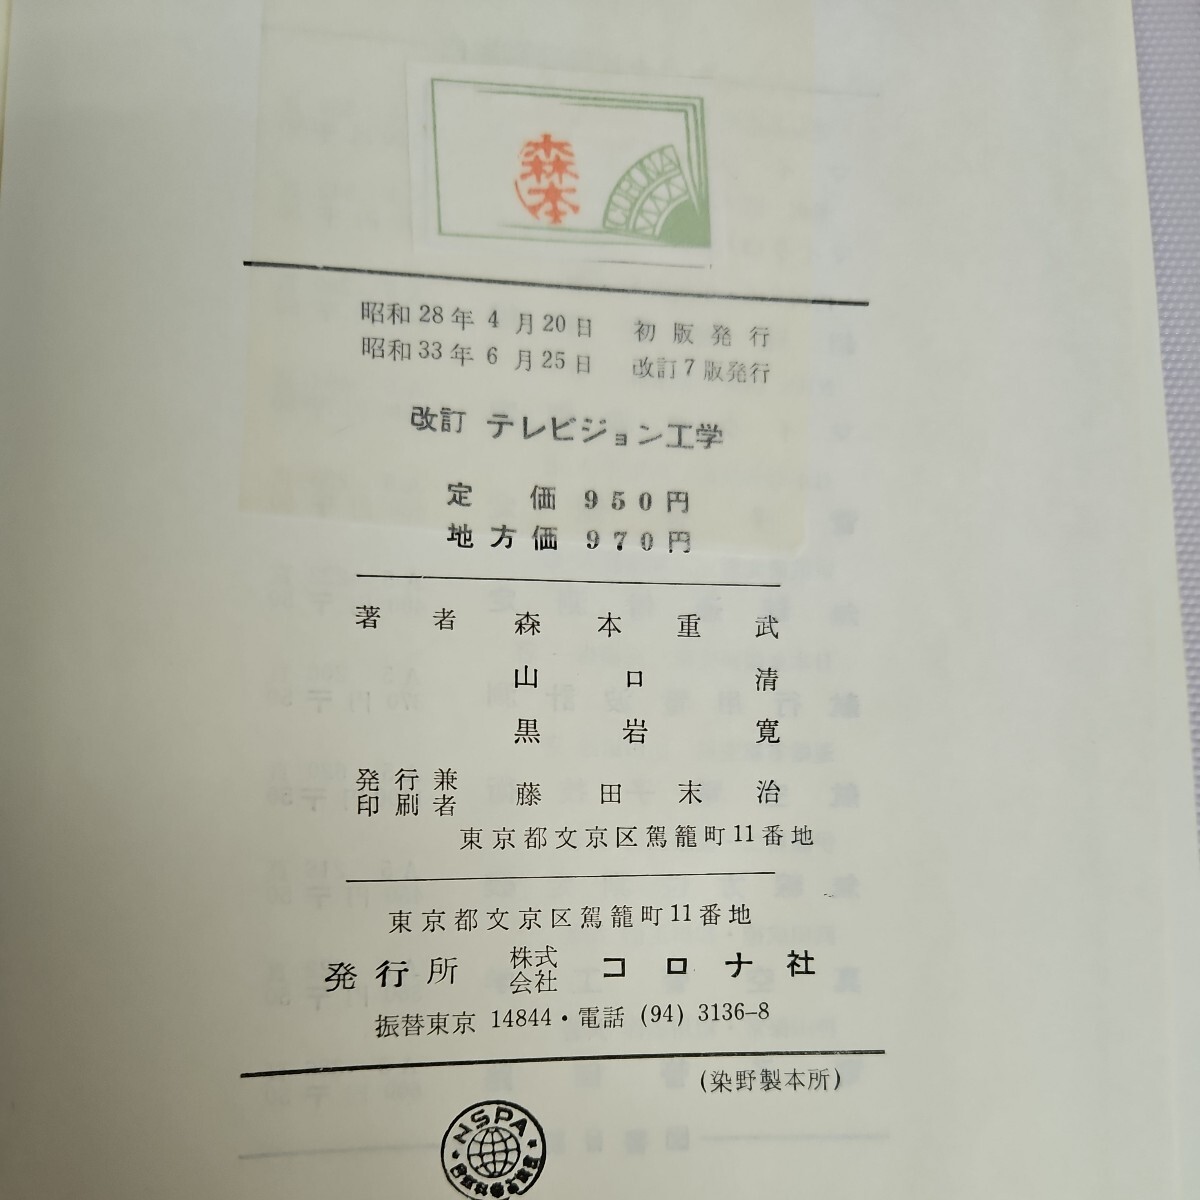 森本
CORONA
昭和28年4月20日 初版発行
昭和33年6月25日 改訂7版発行
改訂 テレビジョン工学
定価 950円
地方価 970円
著者 森本重武
山口清
黒岩寛
発行兼印刷者 藤田末治
東京都文京区駕籠町11番地
東京都文京区駕籠町11番地
発行所 株式会社 コロナ社
振替東京 14844・電話 (94) 3136-8
(染野製本所)
NSPA